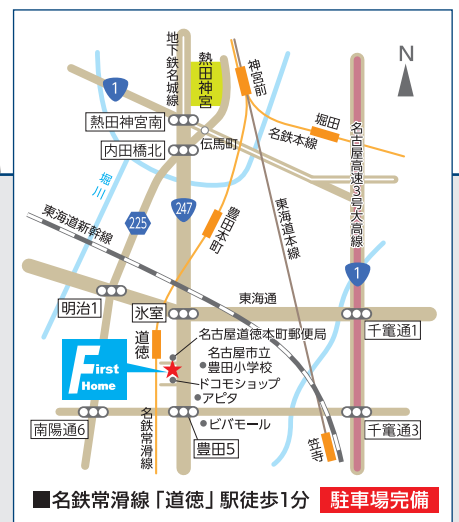 N
1
地下鉄名城線
熱田神宮
神宮前
堀田
名鉄本線
名古屋高速3号大高線
熱田神宮南
伝馬町
内田橋北
堀川
225
247
豊田本町
東海道本線
東海道新幹線
1
明治1
氷室
東海通
千竈通1
道徳
名古屋道徳本町郵便局
名古屋市立
豊田小学校
First
Home
ドコモショップ
アピタ
名鉄常滑線
南陽通6
豊田5
ビバモール
笠寺
千竈通3
■名鉄常滑線「道徳」駅徒歩1分 駐車場完備